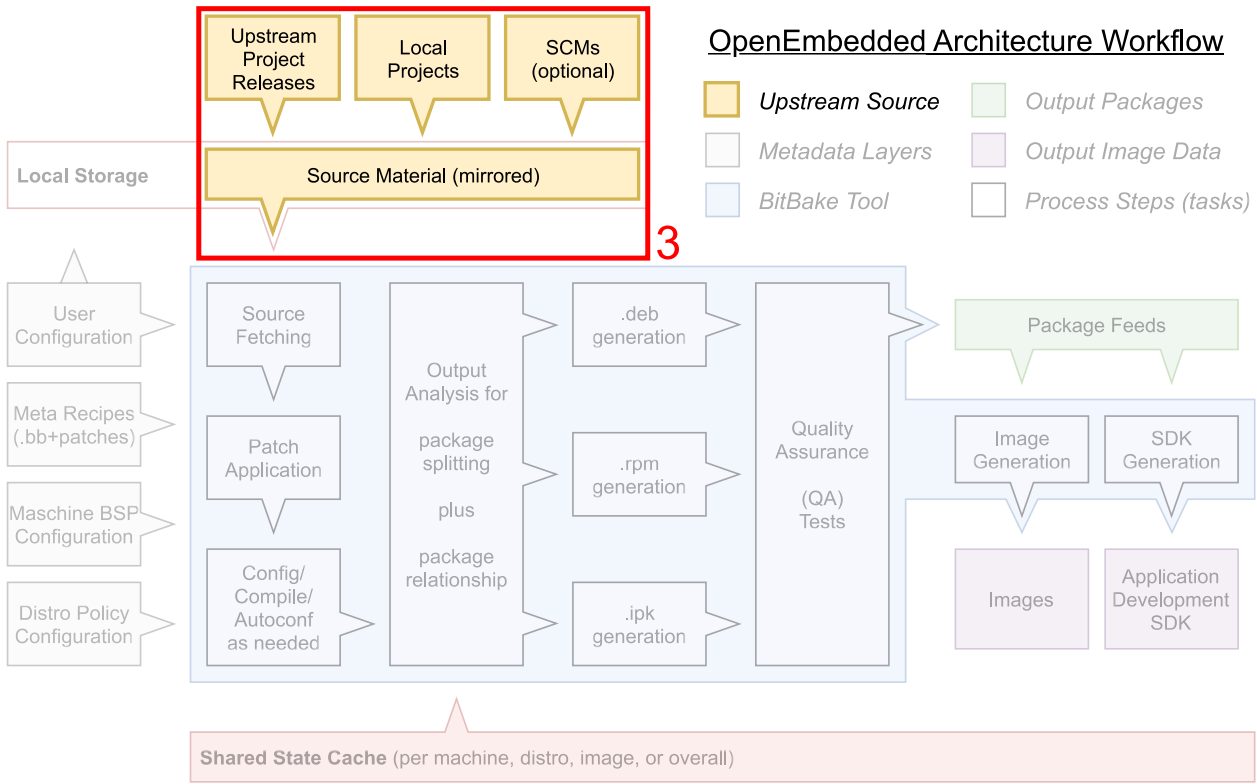 OpenEmbedded Architecture Workflow
Upstream Source
Output Packages
Metadata Layers
Output Image Data
BitBake Tool
Process Steps (tasks)
Upstream
Project
Releases
Local
Projects
SCMs
(optional)
Local Storage
Source Material (mirrored)
3
User
Configuration
Meta Recipes
(.bb+patches)
Maschine BSP
Configuration
Distro Policy
Configuration
Source
Fetching
Patch
Application
Config/
Compile/
Autoconf
as needed
Output
Analysis for
package
splitting
plus
package
relationship
.deb
generation
.rpm
generation
.ipk
generation
Quality
Assurance
(QA)
Tests
Package Feeds
Image
Generation
SDK
Generation
Images
Application
Development
SDK
Shared State Cache (per machine, distro, image, or overall)